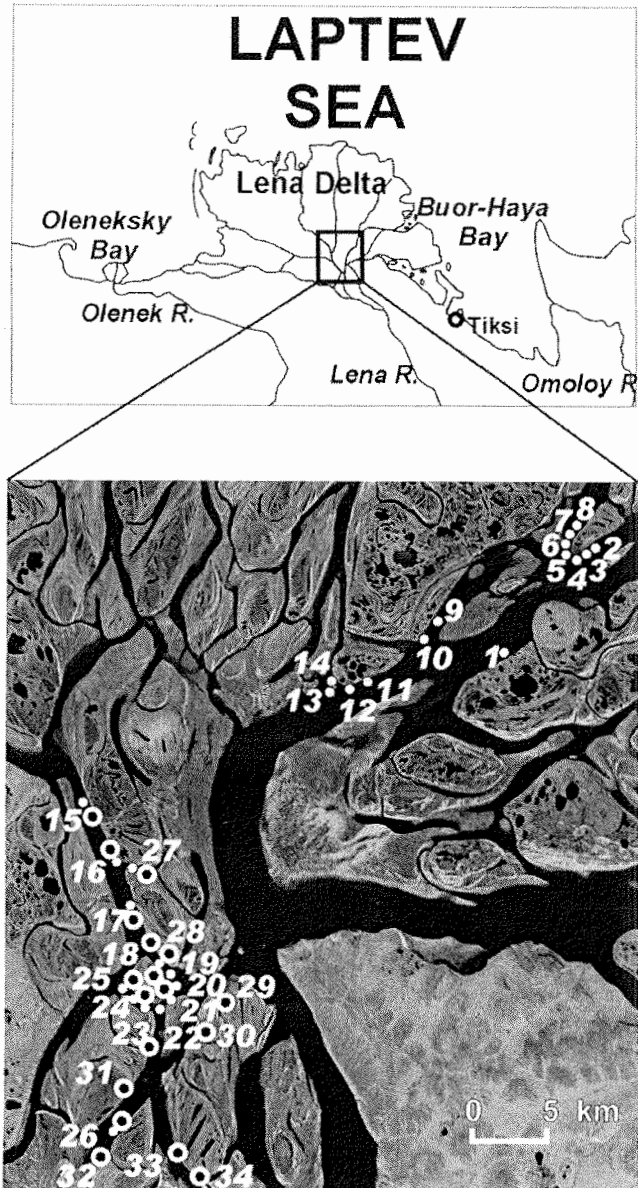 LAPTEV
SEA
Lena Delta
Oleneksky
Bay
Buor-Haya
Bay
Olenek R.
Tiksi
Lena R.
Omoloy R
8
7
6
2
5
4
3
9
10
1
14
13
12
11
15
16
27
17
28
18
19
25
20
29
24
21
23
22
30
31
26
32
33
34
0 5 km